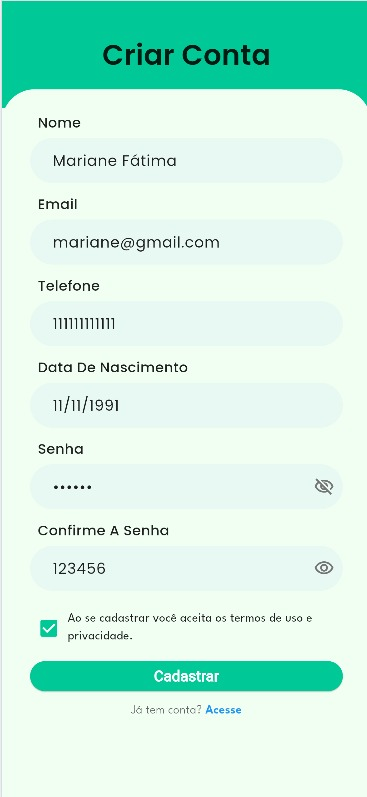 Criar Conta
Nome
Mariane Fátima
Email
mariane@gmail.com
Telefone
111111111111
Data De Nascimento
11/11/1991
Senha
••••••
Confirme A Senha
123456
Ao se cadastrar você aceita os termos de uso e
privacidade.
Cadastrar
Já tem conta? Acesse